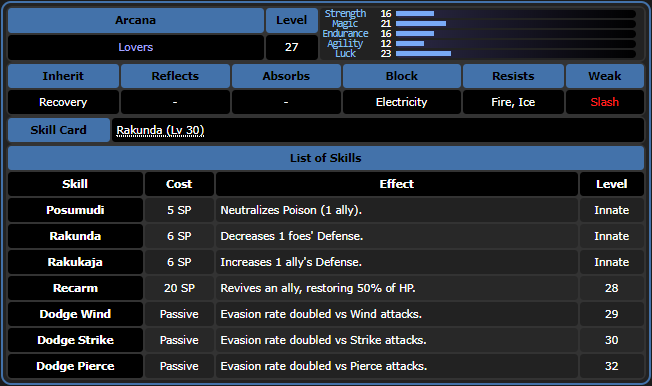 Arcana Level
Lovers 27
Strength 16
Magic 21
Endurance 16
Agility 12
Luck 23
Inherit Reflects Absorbs Block Resists Weak
Recovery - - Electricity Fire, Ice Slash
Skill Card Rakunda (Lv 30)
List of Skills
Skill Cost Effect Level
Posumudi 5 SP Neutralizes Poison (1 ally). Innate
Rakunda 6 SP Decreases 1 foes' Defense. Innate
Rakukaja 6 SP Increases 1 ally's Defense. Innate
Recarm 20 SP Revives an ally, restoring 50% of HP. 28
Dodge Wind Passive Evasion rate doubled vs Wind attacks. 29
Dodge Strike Passive Evasion rate doubled vs Strike attacks. 30
Dodge Pierce Passive Evasion rate doubled vs Pierce attacks. 32